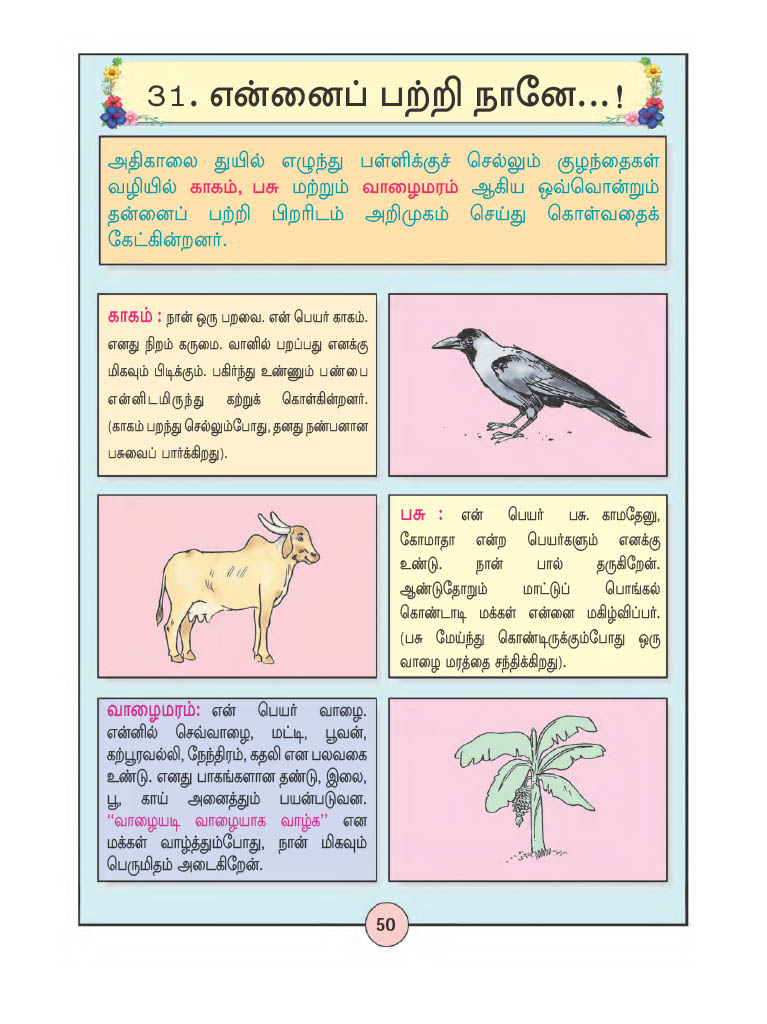 31. என்னைப் பற்றி நானே...!
அதிகாலை துயில் எழுந்து பள்ளிக்குச் செல்லும் குழந்தைகள்
வழியில் காகம், பசு மற்றும் வாழைமரம் ஆகிய ஒவ்வொன்றும்
தன்னைப் பற்றி பிறரிடம் அறிமுகம் செய்து கொள்வதைக்
கேட்கின்றனர்.
காகம் : நான் ஒரு பறவை. என் பெயர் காகம்.
எனது நிறம் கருமை. வானில் பறப்பது எனக்கு
மிகவும் பிடிக்கும். பகிர்ந்து உண்ணும் பண்பை
என்னிடமிருந்து கற்றுக் கொள்கின்றனர்.
(காகம் பறந்து செல்லும்போது, தனது நண்பனான
பசுவைப் பார்க்கிறது).
பசு : என் பெயர் பசு. காமதேனு,
கோமாதா என்ற பெயர்களும் எனக்கு
உண்டு. நான் பால் தருகிறேன்.
ஆண்டுதோறும் மாட்டுப் பொங்கல்
கொண்டாடி மக்கள் என்னை மகிழ்விப்பர்.
(பசு மேய்ந்து கொண்டிருக்கும்போது ஒரு
வாழை மரத்தை சந்திக்கிறது).
வாழைமரம்: என் பெயர் வாழை.
என்னில் செவ்வாழை, மட்டி, பூவன்,
கற்பூரவல்லி, நேந்திரம், கதலி என பலவகை
உண்டு. எனது பாகங்களான தண்டு, இலை,
பூ, காய் அனைத்தும் பயன்படுவன.
“வாழையடி வாழையாக வாழ்க” என
மக்கள் வாழ்த்தும்போது, நான் மிகவும்
பெருமிதம் அடைகிறேன்.
50